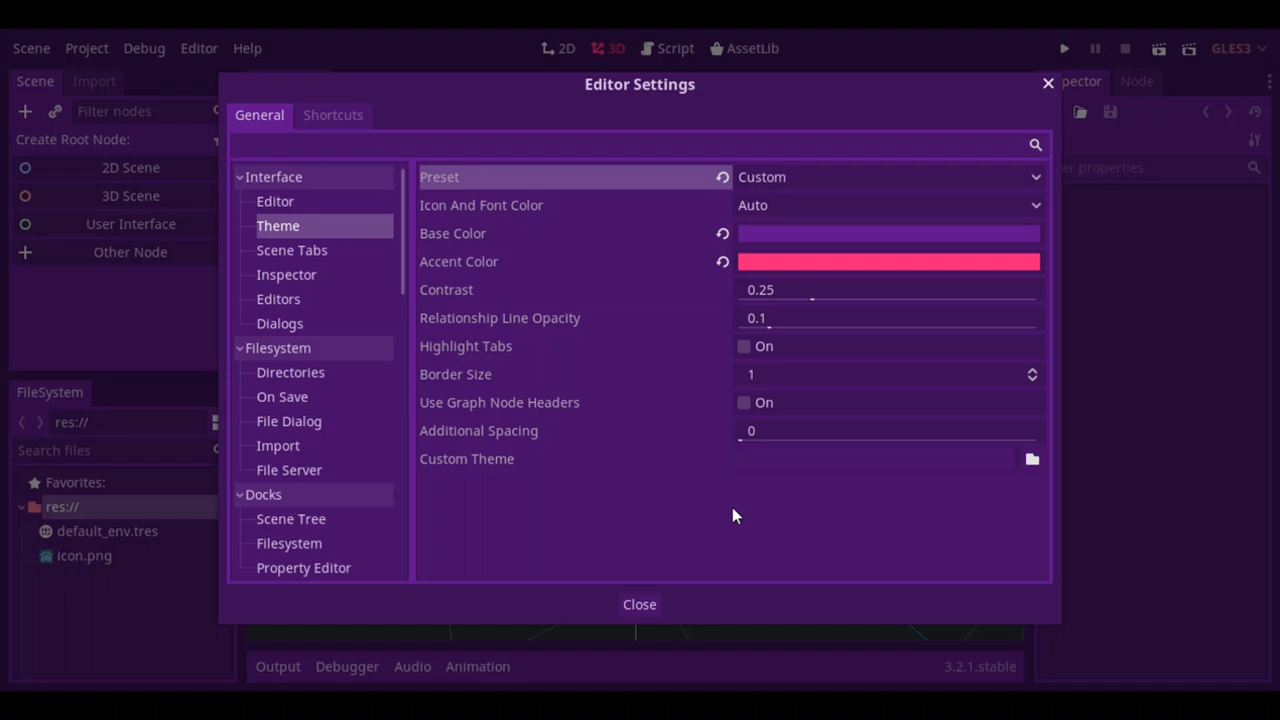 Scene Project Debug Editor Help 2D 3D Script AssetLib GLES3
Scene Import Editor Settings pector Node
General Shortcuts
Filter nodes
Create Root Node:
2D Scene
3D Scene
User Interface
Other Node
Interface
Editor
Theme
Scene Tabs
Inspector
Editors
Dialogs
Filesystem
Directories
On Save
File Dialog
Import
File Server
Docks
Scene Tree
Filesystem
Property Editor
Preset Custom
Icon And Font Color Auto
Base Color
Accent Color
Contrast 0.25
Relationship Line Opacity 0.1
Highlight Tabs On
Border Size 1
Use Graph Node Headers On
Additional Spacing 0
Custom Theme
Close
er properties
FileSystem
res://
Search files
Favorites:
res://
default_env.tres
icon.png
Output Debugger Audio Animation 3.2.1.stable